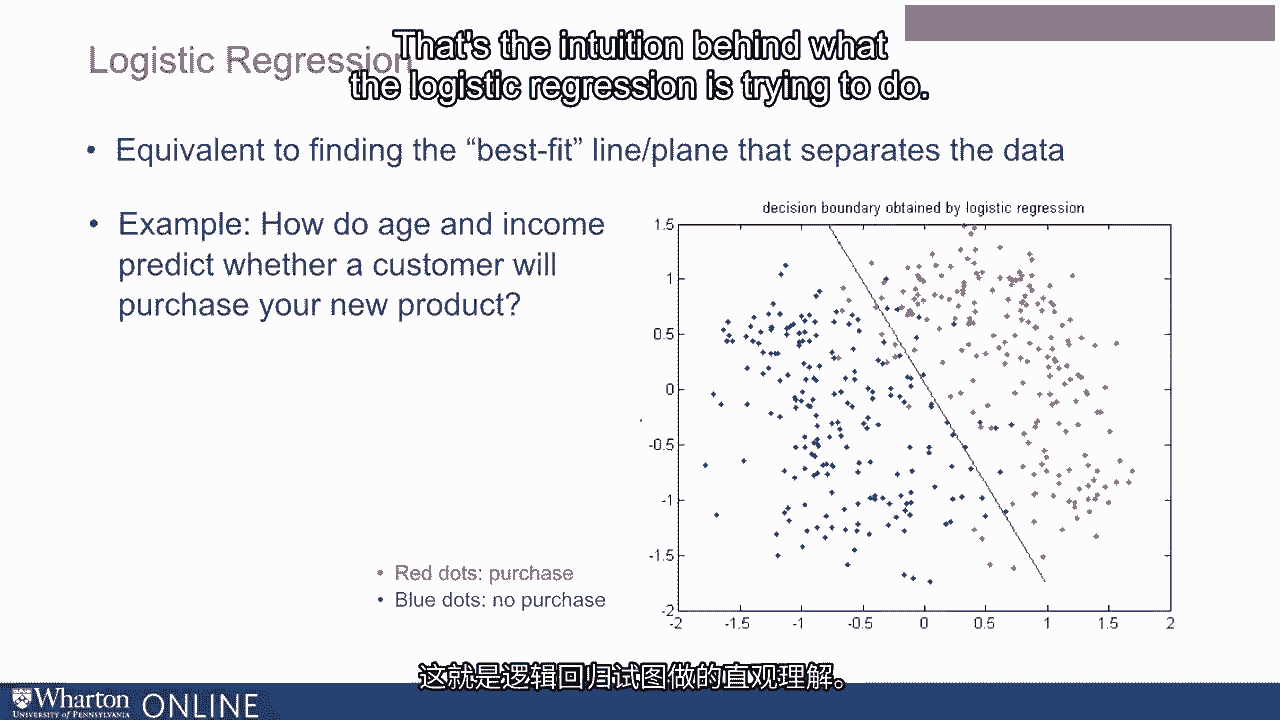 Logistic Regression
That's the intuition behind what
the logistic regression is trying to do.
• Equivalent to finding the “best-fit” line/plane that separates the data
• Example: How do age and income
predict whether a customer will
purchase your new product?
decision boundary obtained by logistic regression
1.5
1
0.5
0
-0.5
-1
-1.5
-2
-2 -1.5 -1 -0.5 0 0.5 1 1.5 2
• Red dots: purchase
• Blue dots: no purchase
这就是逻辑回归试图做的直观理解。
Wharton ONLINE
UNIVERSITY of PENNSYLVANIA